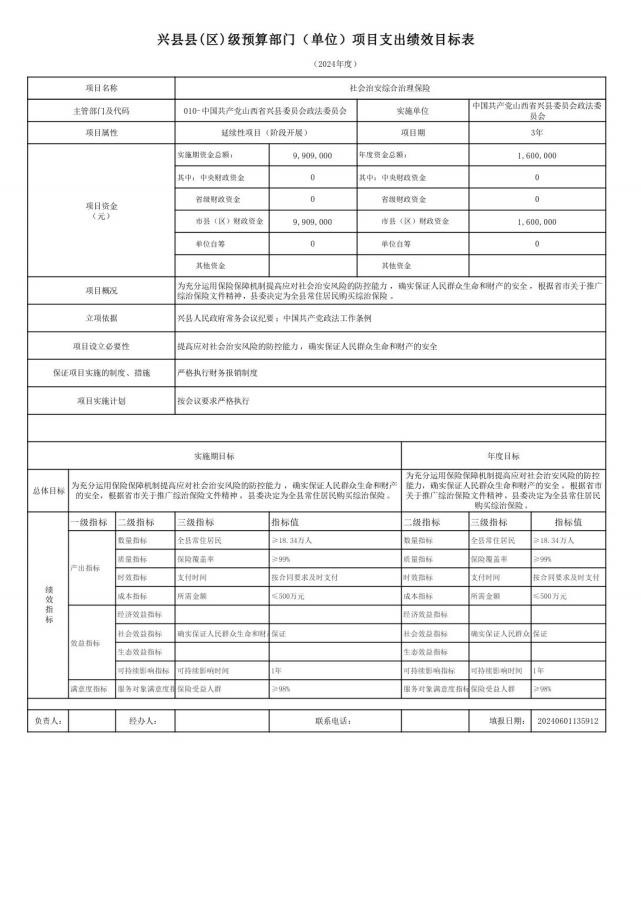 兴县县(区)级预算部门（单位）项目支出绩效目标表
（2024年度）
项目名称 社会治安综合治理保险
主管部门及代码 010-中国共产党山西省兴县委员会政法委员会 实施单位 中国共产党山西省兴县委员会政法委员会
项目属性 延续性项目（阶段开展） 项目期 3年
项目资金（元）
实施期资金总额： 9,909,000 年度资金总额： 1,600,000
其中：中央财政资金 0 其中：中央财政资金 0
省级财政资金 0 省级财政资金 0
市县（区）财政资金 9,909,000 市县（区）财政资金 1,600,000
单位自筹 0 单位自筹 0
其他资金 其他资金
项目概况 为充分运用保险保障机制提高应对社会治安风险的防控能力，确实保证人民群众生命和财产的安全。根据省市关于推广
综治保险文件精神，县委决定为全县常住居民购买综治保险。
立项依据 兴县人民政府常务会议纪要；中国共产党政法工作条例
项目设立必要性 提高应对社会治安风险的防控能力，确实保证人民群众生命和财产的安全
保证项目实施的制度、措施 严格执行财务报销制度
项目实施计划 按会议要求严格执行
实施期目标 年度目标
总体目标
为充分运用保险保障机制提高应对社会治安风险的防控能力，确实保证人民群众生命和财产
的安全。根据省市关于推广综治保险文件精神，县委决定为全县常住居民购买综治保险。
为充分运用保险保障机制提高应对社会治安风险的防控
能力，确实保证人民群众生命和财产的安全。根据省市
关于推广综治保险文件精神，县委决定为全县常住居民
购买综治保险。
绩效指标
一级指标 二级指标 三级指标 指标值 二级指标 三级指标 指标值
产出指标
数量指标 全县常住居民 ≥18.34万人 数量指标 全县常住居民 ≥18.34万人
质量指标 保险覆盖率 ≥99% 质量指标 保险覆盖率 ≥99%
时效指标 支付时间 按合同要求及时支付 时效指标 支付时间 按合同要求及时支付
成本指标 所需金额 ≤500万元 成本指标 所需金额 ≤500万元
效益指标
经济效益指标 经济效益指标
社会效益指标 确实保证人民群众生命和财产 保证 社会效益指标 确实保证人民群众 保证
生态效益指标 生态效益指标
可持续影响指标 可持续影响时间 1年 可持续影响指标 可持续影响时间 1年
满意度指标 服务对象满意度指 保险受益人群 ≥98% 服务对象满意度指标 保险受益人群 ≥98%
负责人： 经办人： 联系电话： 填报日期： 20240601135912